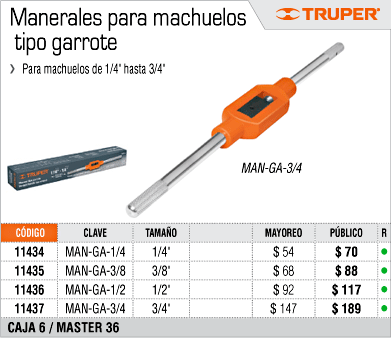 Manerales para machuelos
tipo garrote
TRUPER®
Para machuelos de 1/4" hasta 3/4"
MAN-GA-3/4
TRUPER
CÓDIGO CLAVE TAMAÑO MAYOREO PÚBLICO R
11434 MAN-GA-1/4 1/4" $ 54 $ 70
11435 MAN-GA-3/8 3/8" $ 68 $ 88
11436 MAN-GA-1/2 1/2" $ 92 $ 117
11437 MAN-GA-3/4 3/4" $ 147 $ 189
CAJA 6 / MASTER 36